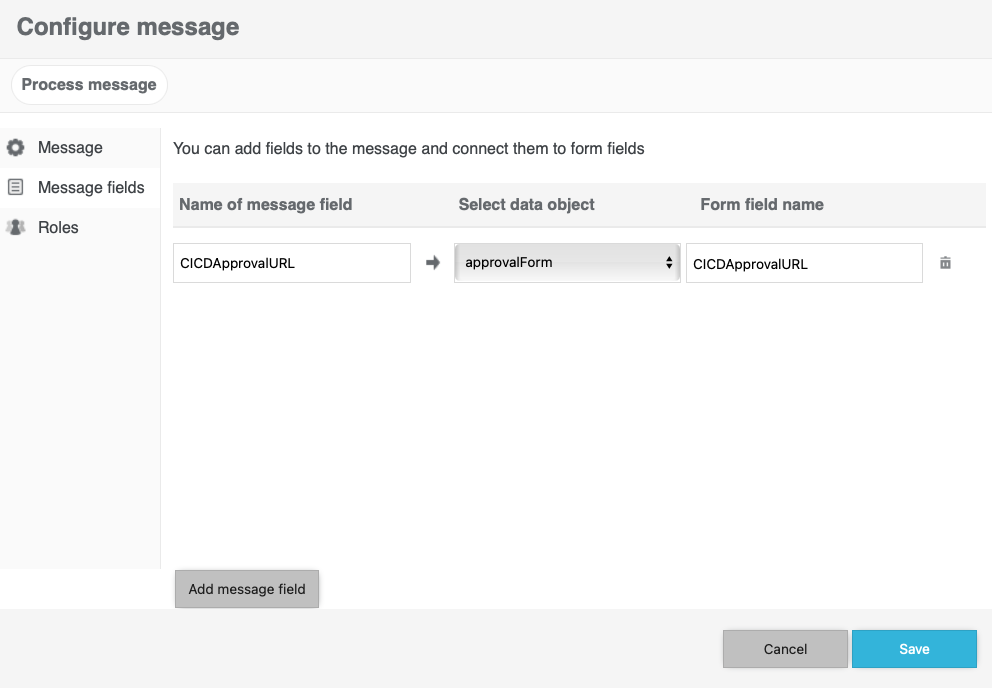 Configure message
Process message
Message
Message fields
Roles
You can add fields to the message and connect them to form fields
Name of message field Select data object Form field name
CICDApprovalURL approvalForm CICDApprovalURL
Add message field
Cancel Save